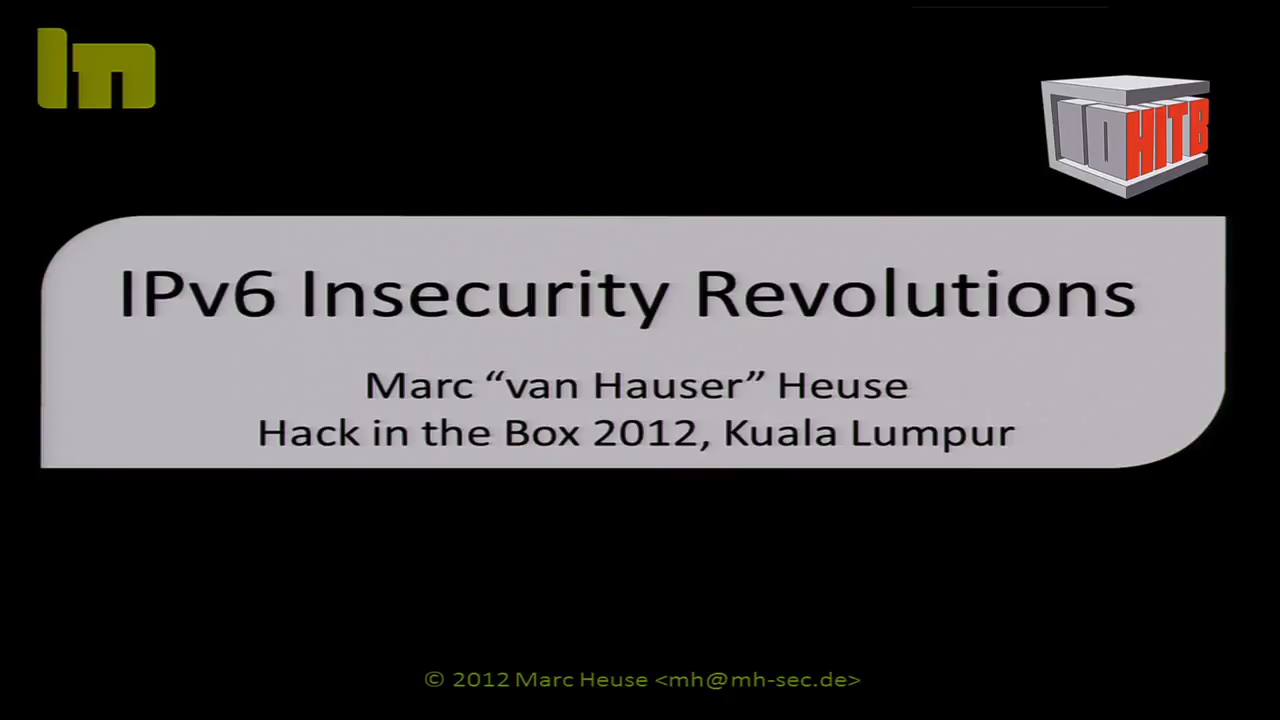 HITB
IPv6 Insecurity Revolutions
Marc “van Hauser” Heuse
Hack in the Box 2012, Kuala Lumpur
© 2012 Marc Heuse <mh@mh-sec.de>